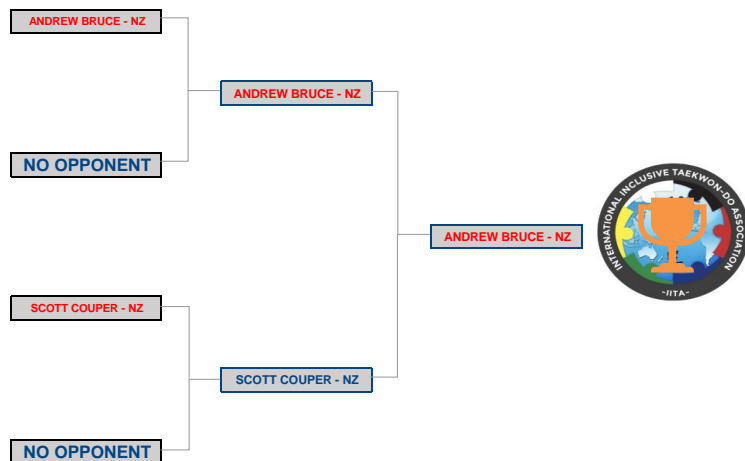 ANDREW BRUCE - NZ
ANDREW BRUCE - NZ
NO OPPONENT
ANDREW BRUCE - NZ
INTERNATIONAL INCLUSIVE TAEKWON-DO ASSOCIATION
-IITA-
SCOTT COUPER - NZ
SCOTT COUPER - NZ
NO OPPONENT